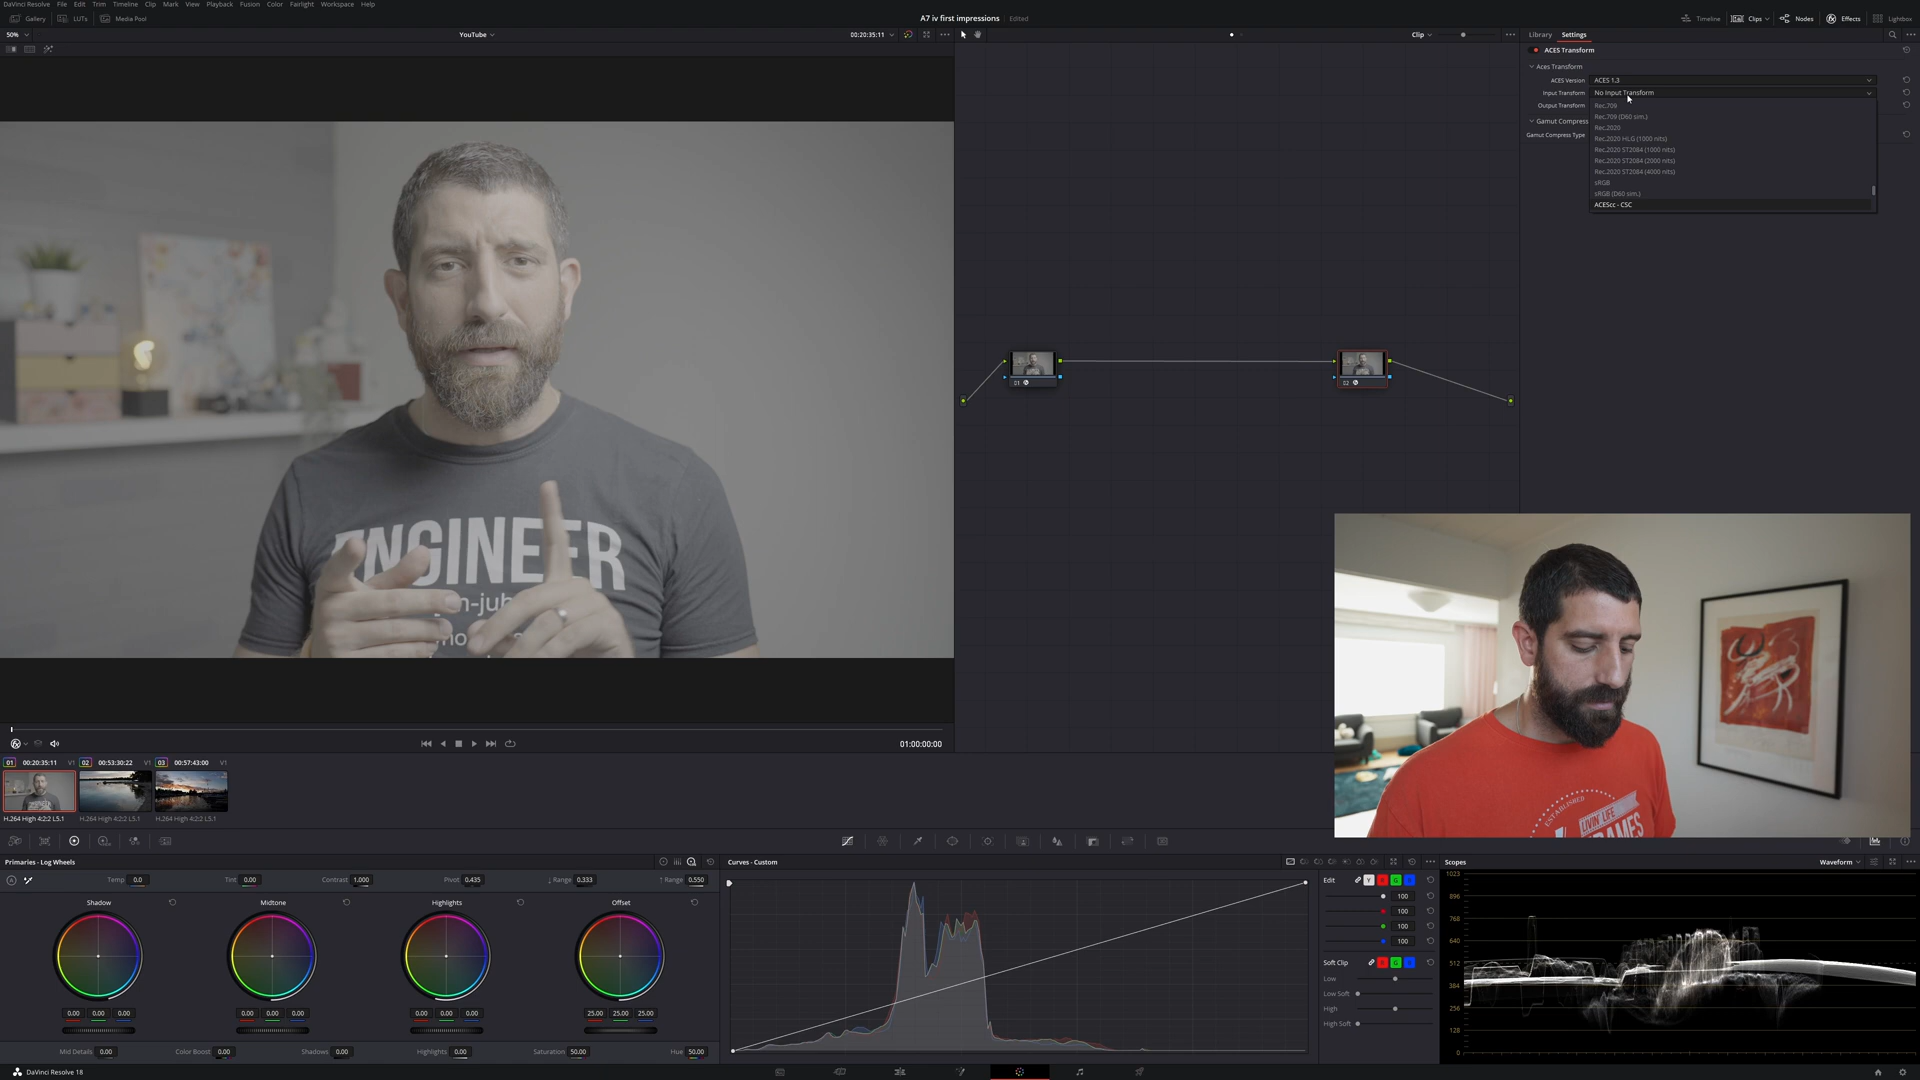 DaVinci Resolve File Edit Trim Timeline Clip Mark View Playback Fusion Color Fairlight Workspace Help
Gallery LUTs Media Pool
A7 iv first impressions Edited
Timeline Clips Nodes Effects Lightbox
50% YouTube 00:20:35:11
Clip
Library Settings
ACES Transform
Aces Transform
ACES Version ACES 1.3
Input Transform No Input Transform
Output Transform
Rec.709
Rec.709 (D60 sim.)
Gamut Compress
Rec.2020
Gamut Compress Type
Rec.2020 HLG (1000 nits)
Rec.2020 ST2084 (1000 nits)
Rec.2020 ST2084 (2000 nits)
Rec.2020 ST2084 (4000 nits)
sRGB
sRGB (D60 sim.)
ACEScc - CSC
ENGINEER
01
02
ESTABLISHED
LIVIN' LIFE
01:00:00:00
01 00:20:35:11 V1 02 00:53:30:22 V1 03 00:57:43:00 V1
H.264 High 4:2:2 L5.1 H.264 High 4:2:2 L5.1 H.264 High 4:2:2 L5.1
Primaries - Log Wheels
Temp 0.0 Tint 0.00 Contrast 1.000 Pivot 0.435 Range 0.333 Range 0.550
Shadow Midtone Highlights Offset
0.00 0.00 0.00 0.00 0.00 0.00 0.00 0.00 0.00 25.00 25.00 25.00
Mid Details 0.00 Color Boost 0.00 Shadows 0.00 Highlights 0.00 Saturation 50.00 Hue 50.00
Curves - Custom
Edit Y R G B
100
100
100
100
Soft Clip R G B
Low
Low Soft
High
High Soft
Scopes Waveform
1023
896
768
640
512
384
256
128
0
DaVinci Resolve 18